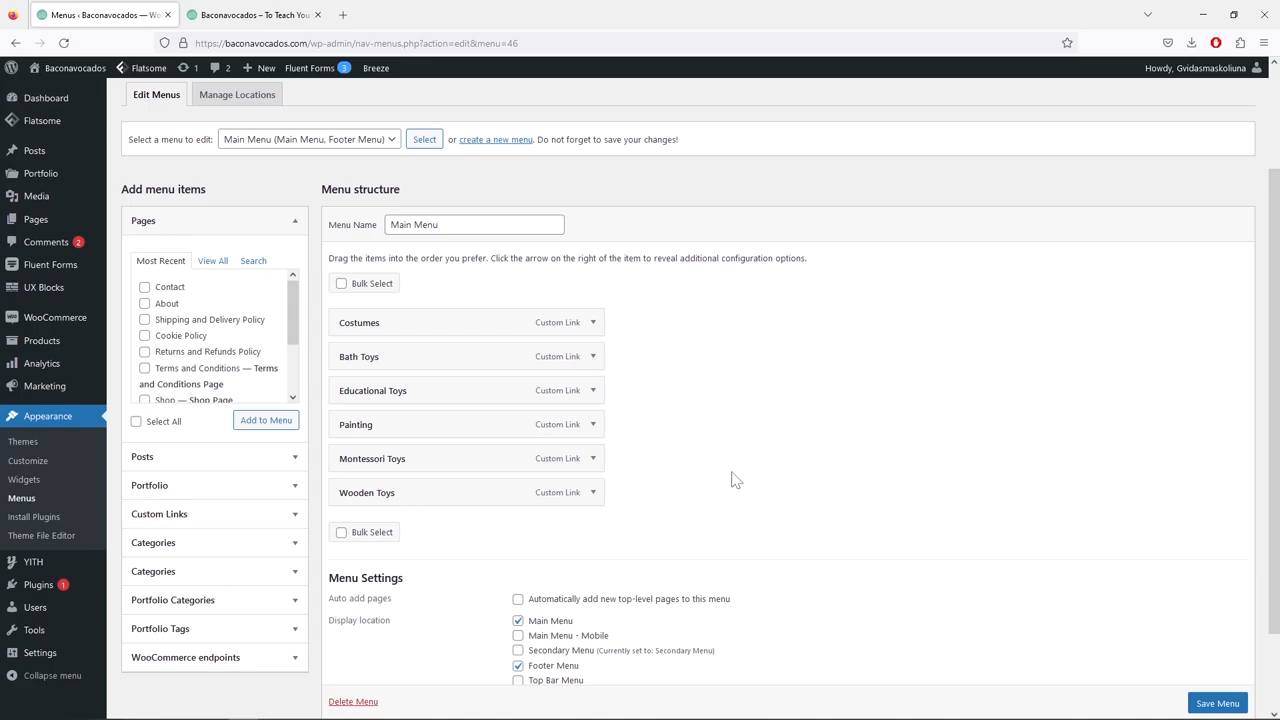 Menus ‹ Baconavocados — Wo
Baconavocados – To Teach You
https://baconavocados.com/wp-admin/nav-menus.php?action=edit&menu=46
Baconavocados
Flatsome
1
2
New
Fluent Forms 3
Breeze
Howdy, Gvidasmaskoliuna
Dashboard
Flatsome
Posts
Portfolio
Media
Pages
Comments 2
Fluent Forms
UX Blocks
WooCommerce
Products
Analytics
Marketing
Appearance
Themes
Customize
Widgets
Menus
Install Plugins
Theme File Editor
YITH
Plugins 1
Users
Tools
Settings
Collapse menu
Edit Menus
Manage Locations
Select a menu to edit: Main Menu (Main Menu, Footer Menu) Select or create a new menu. Do not forget to save your changes!
Add menu items
Pages
Most Recent
View All
Search
Contact
About
Shipping and Delivery Policy
Cookie Policy
Returns and Refunds Policy
Terms and Conditions — Terms
and Conditions Page
Shop — Shop Page
Select All
Add to Menu
Posts
Portfolio
Custom Links
Categories
Categories
Portfolio Categories
Portfolio Tags
WooCommerce endpoints
Menu structure
Menu Name Main Menu
Drag the items into the order you prefer. Click the arrow on the right of the item to reveal additional configuration options.
Bulk Select
Costumes Custom Link
Bath Toys Custom Link
Educational Toys Custom Link
Painting Custom Link
Montessori Toys Custom Link
Wooden Toys Custom Link
Bulk Select
Menu Settings
Auto add pages Automatically add new top-level pages to this menu
Display location Main Menu
Main Menu - Mobile
Secondary Menu (Currently set to: Secondary Menu)
Footer Menu
Top Bar Menu
Delete Menu
Save Menu